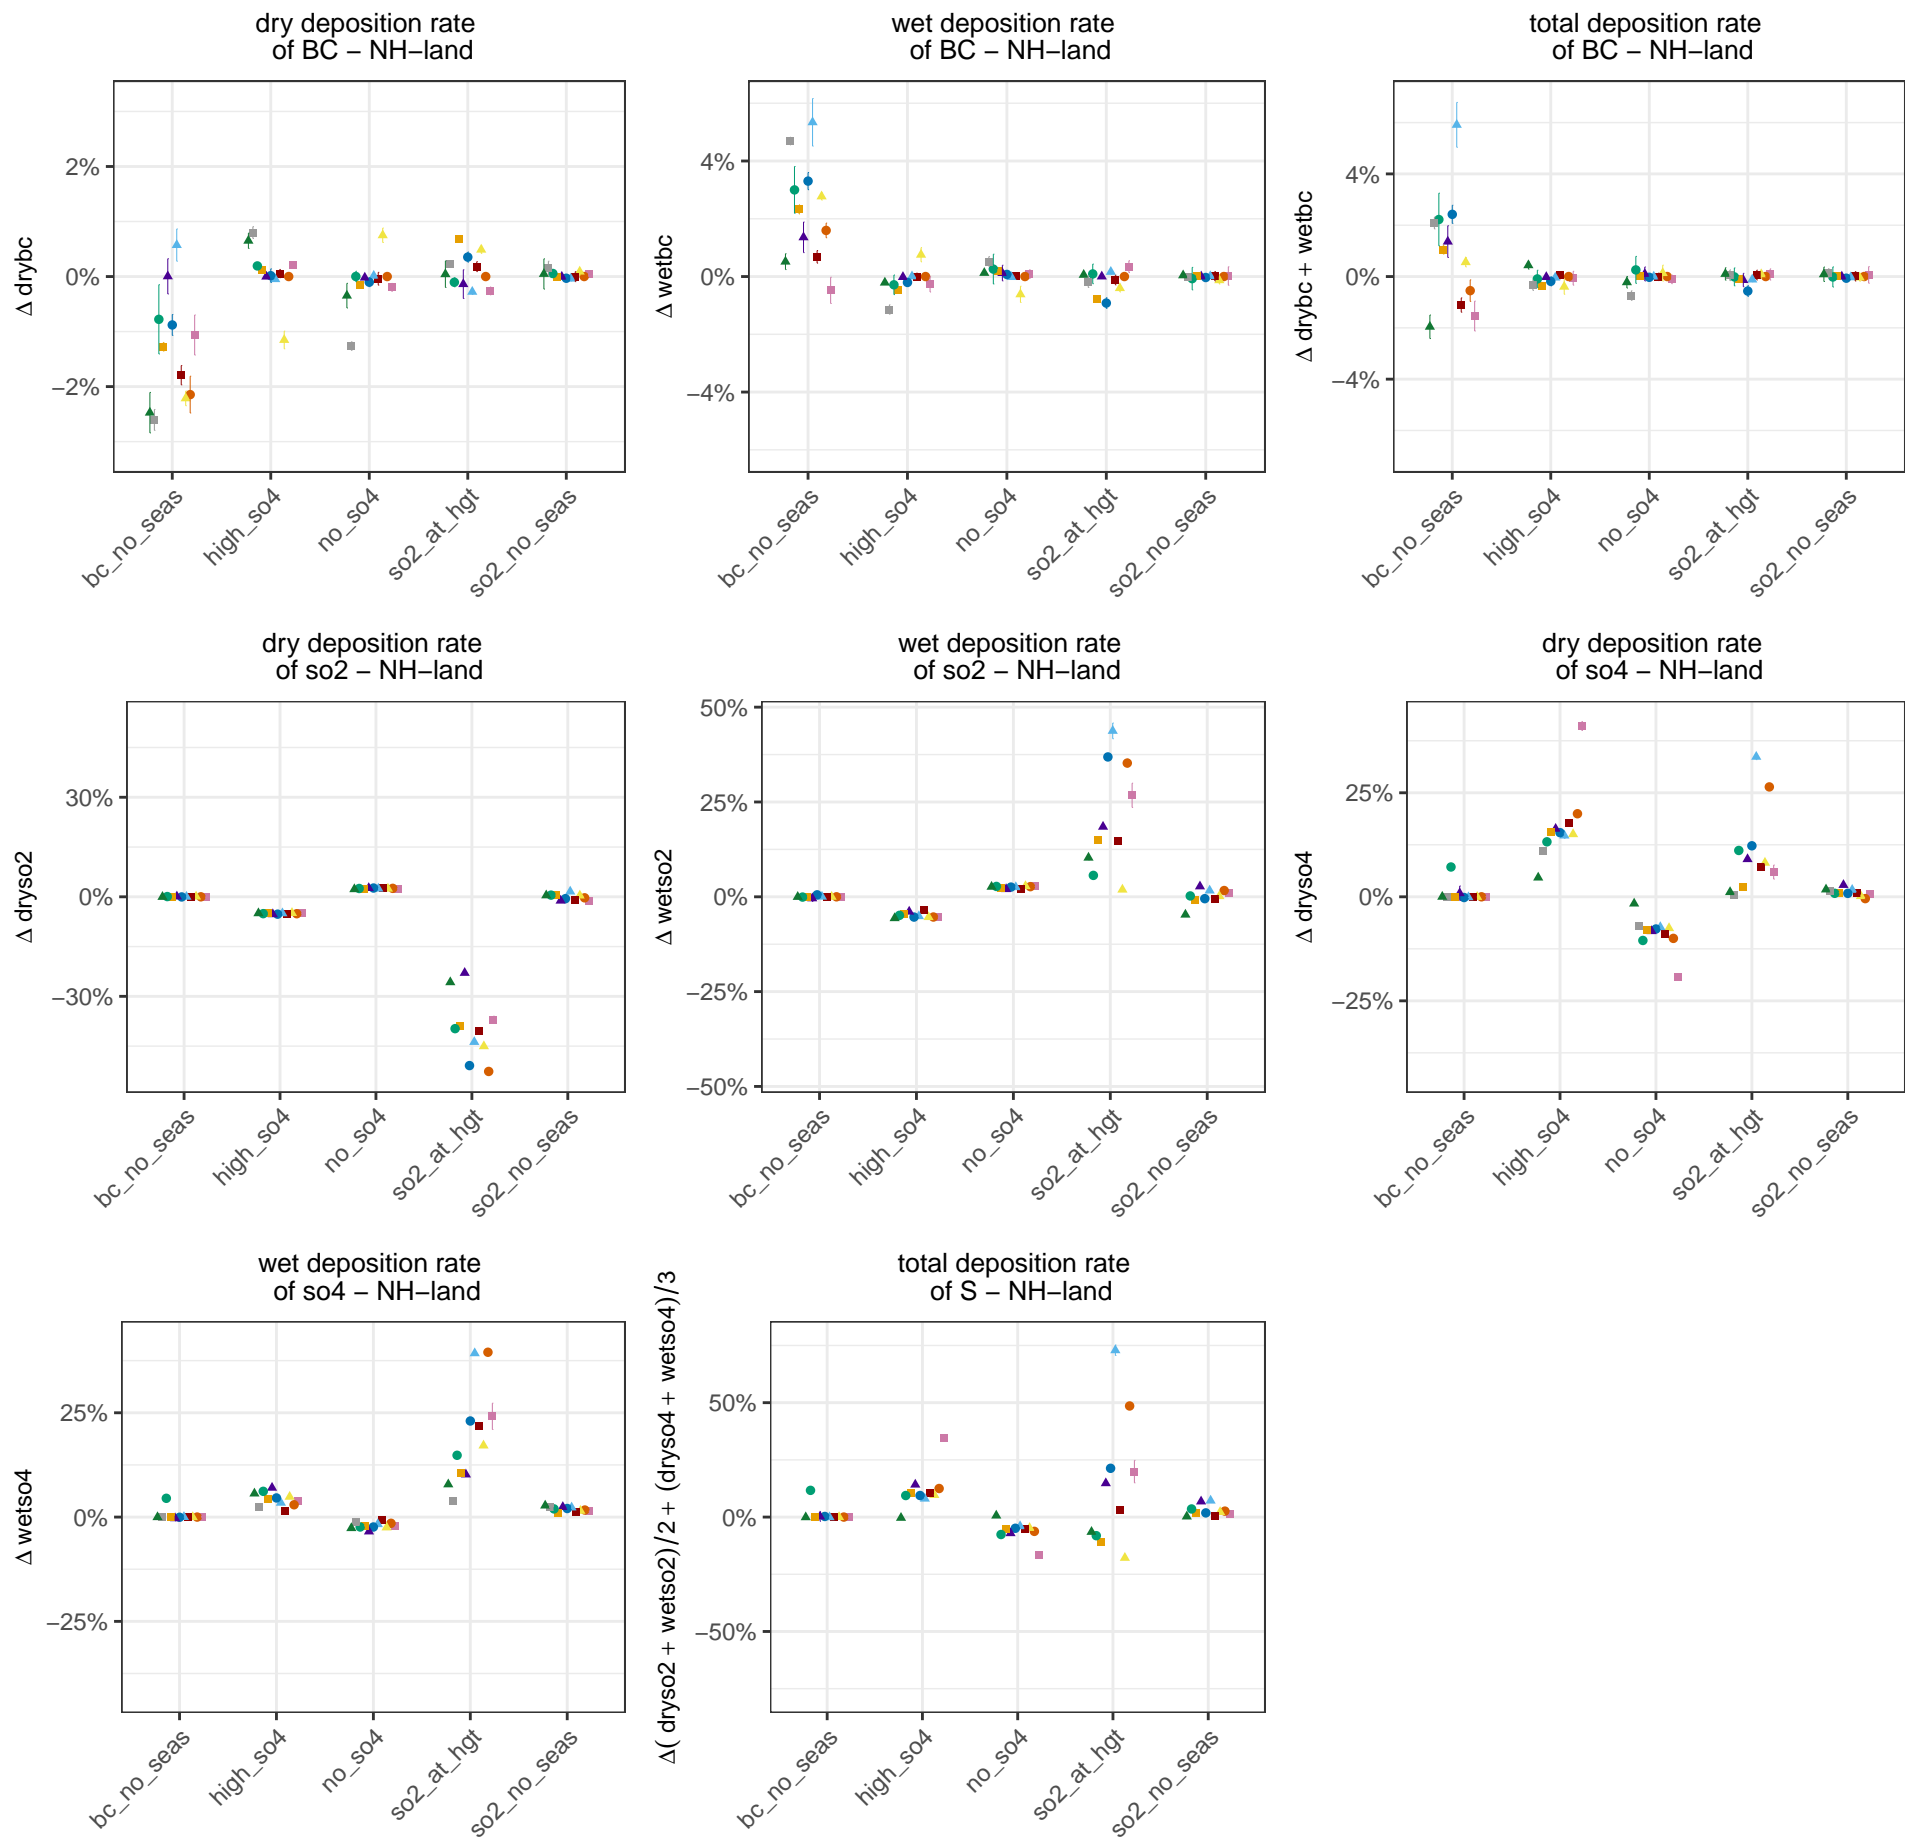 dry deposition rate
of BC − NH−land
Δ drybc
2%
0%
−2%
bc_no_seas
high_so4
no_so4
so2_at_hgt
so2_no_seas
wet deposition rate
of BC − NH−land
Δ wetbc
4%
0%
−4%
bc_no_seas
high_so4
no_so4
so2_at_hgt
so2_no_seas
total deposition rate
of BC − NH−land
Δ drybc + wetbc
4%
0%
−4%
bc_no_seas
high_so4
no_so4
so2_at_hgt
so2_no_seas
dry deposition rate
of so2 − NH−land
Δ dryso2
30%
0%
−30%
bc_no_seas
high_so4
no_so4
so2_at_hgt
so2_no_seas
wet deposition rate
of so2 − NH−land
Δ wetso2
50%
25%
0%
−25%
−50%
bc_no_seas
high_so4
no_so4
so2_at_hgt
so2_no_seas
dry deposition rate
of so4 − NH−land
Δ dryso4
25%
0%
−25%
bc_no_seas
high_so4
no_so4
so2_at_hgt
so2_no_seas
wet deposition rate
of so4 − NH−land
Δ wetso4
25%
0%
−25%
bc_no_seas
high_so4
no_so4
so2_at_hgt
so2_no_seas
total deposition rate
of S − NH−land
Δ( dryso2 + wetso2)/2 + (dryso4 + wetso4)/3
50%
0%
−50%
bc_no_seas
high_so4
no_so4
so2_at_hgt
so2_no_seas